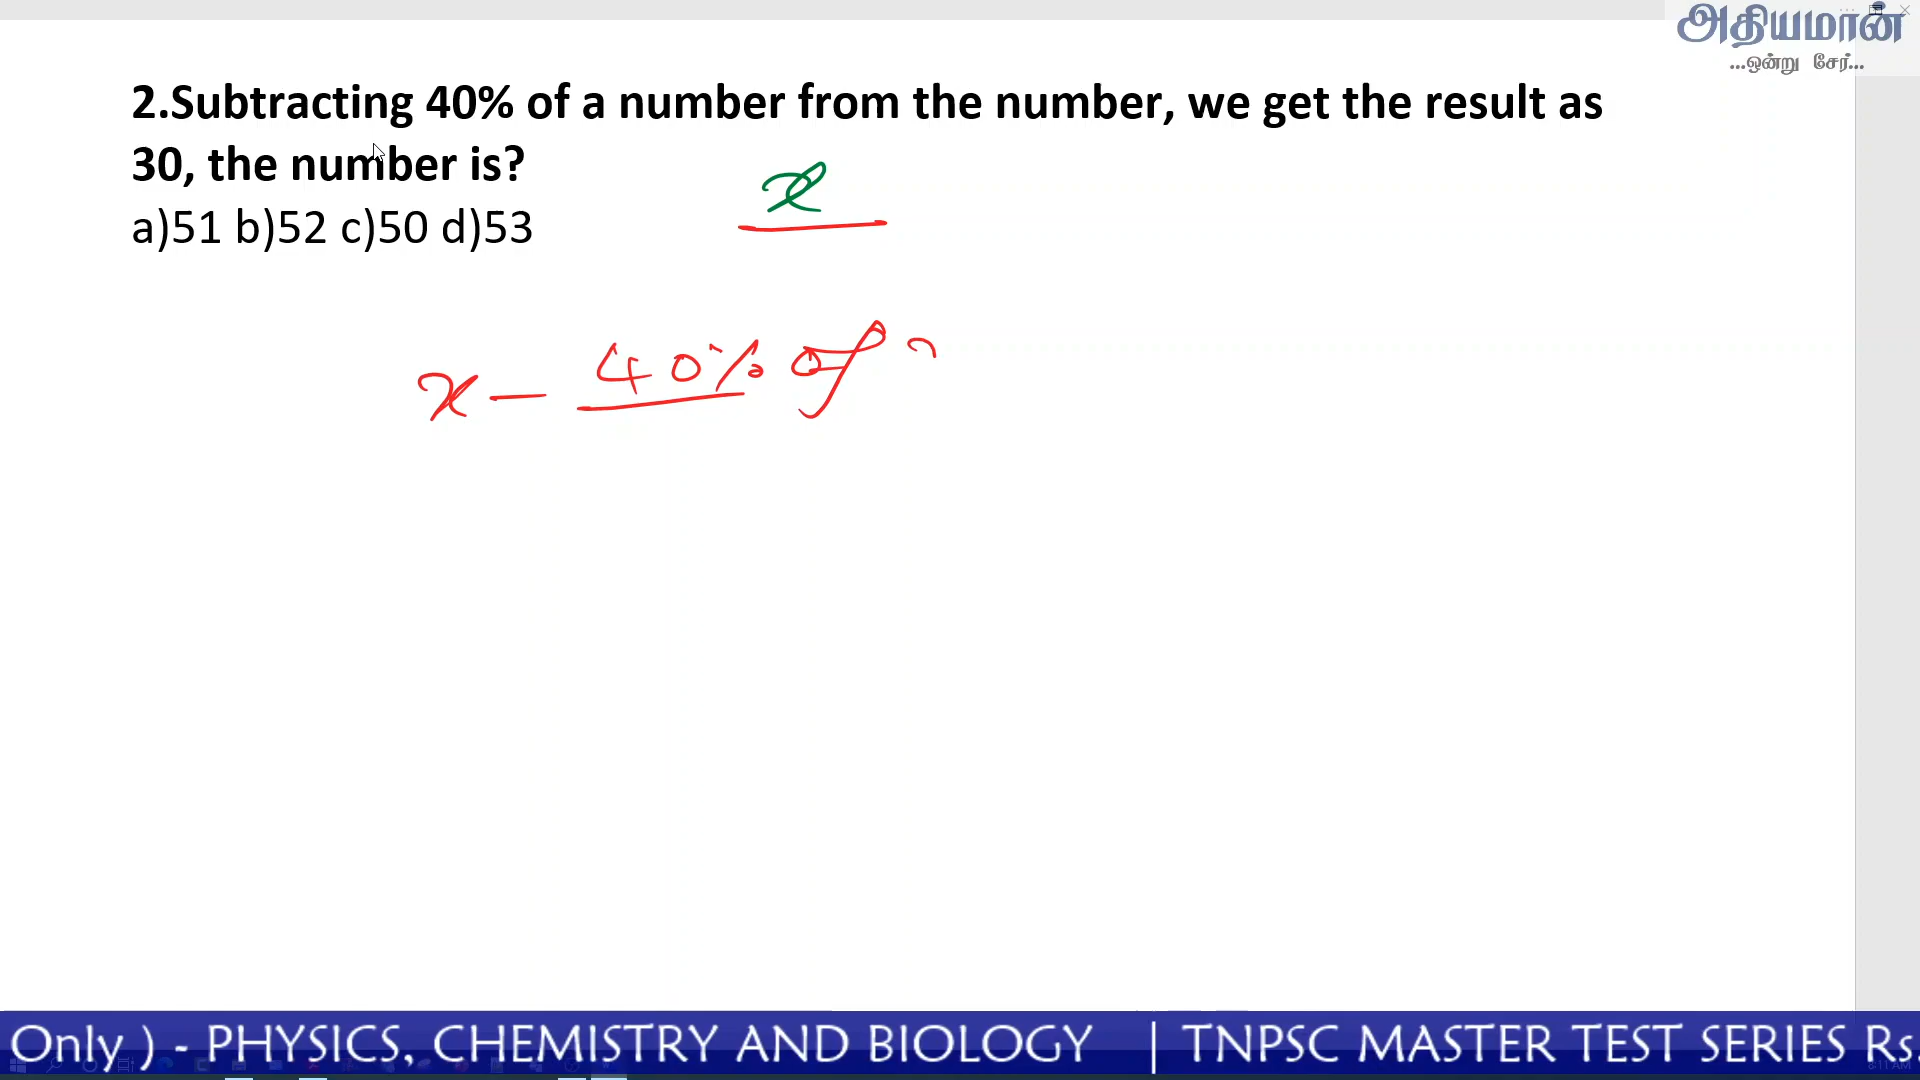 அதியமான்
...ஒன்று சேர்...
2.Subtracting 40% of a number from the number, we get the result as
30, the number is?
a)51 b)52 c)50 d)53
x
x — 40% of
Only ) - PHYSICS, CHEMISTRY AND BIOLOGY | TNPSC MASTER TEST SERIES Rs.